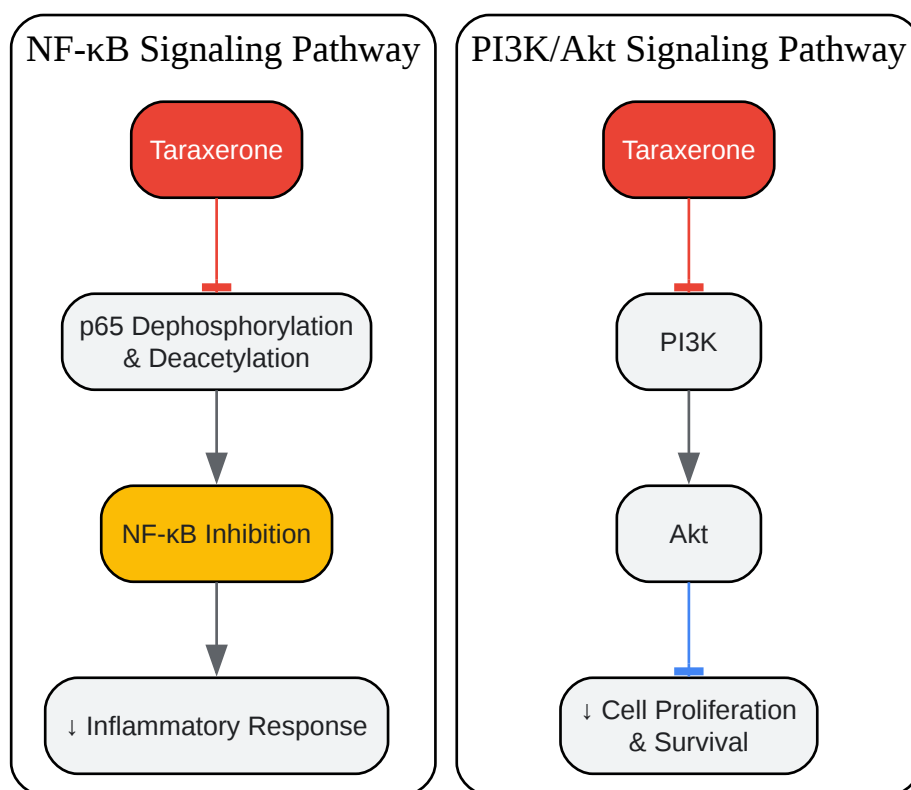 NF-κB Signaling Pathway
Taraxerone
p65 Dephosphorylation
& Deacetylation
NF-κB Inhibition
↓ Inflammatory Response
PI3K/Akt Signaling Pathway
Taraxerone
PI3K
Akt
↓ Cell Proliferation
& Survival